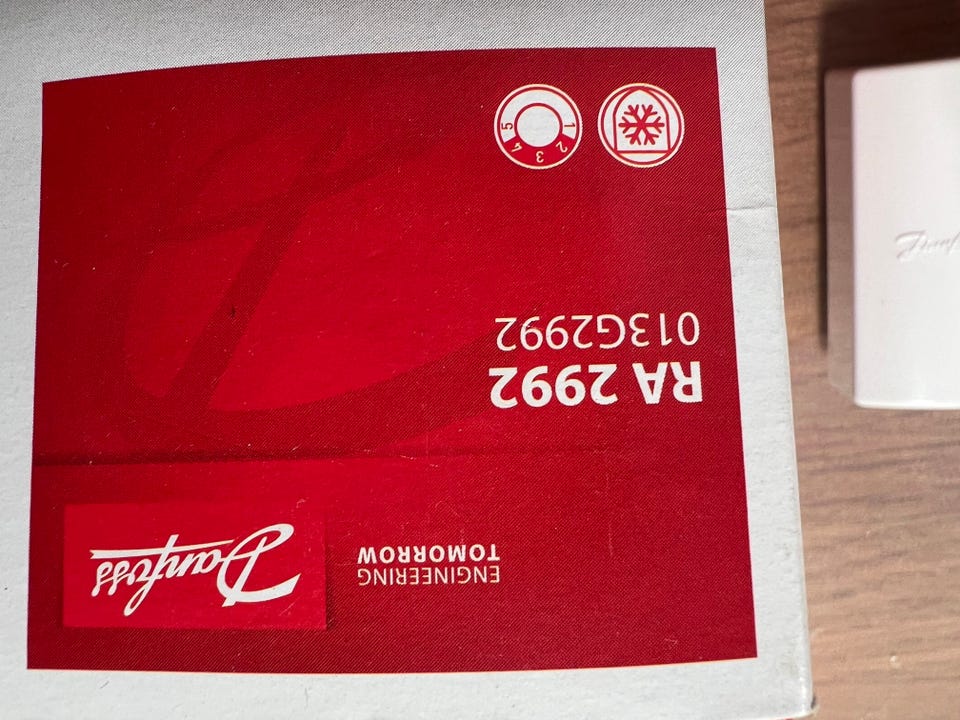 Danfoss
ENGINEERING
TOMORROW
RA 2992
013G2992
1 2 3 4 5